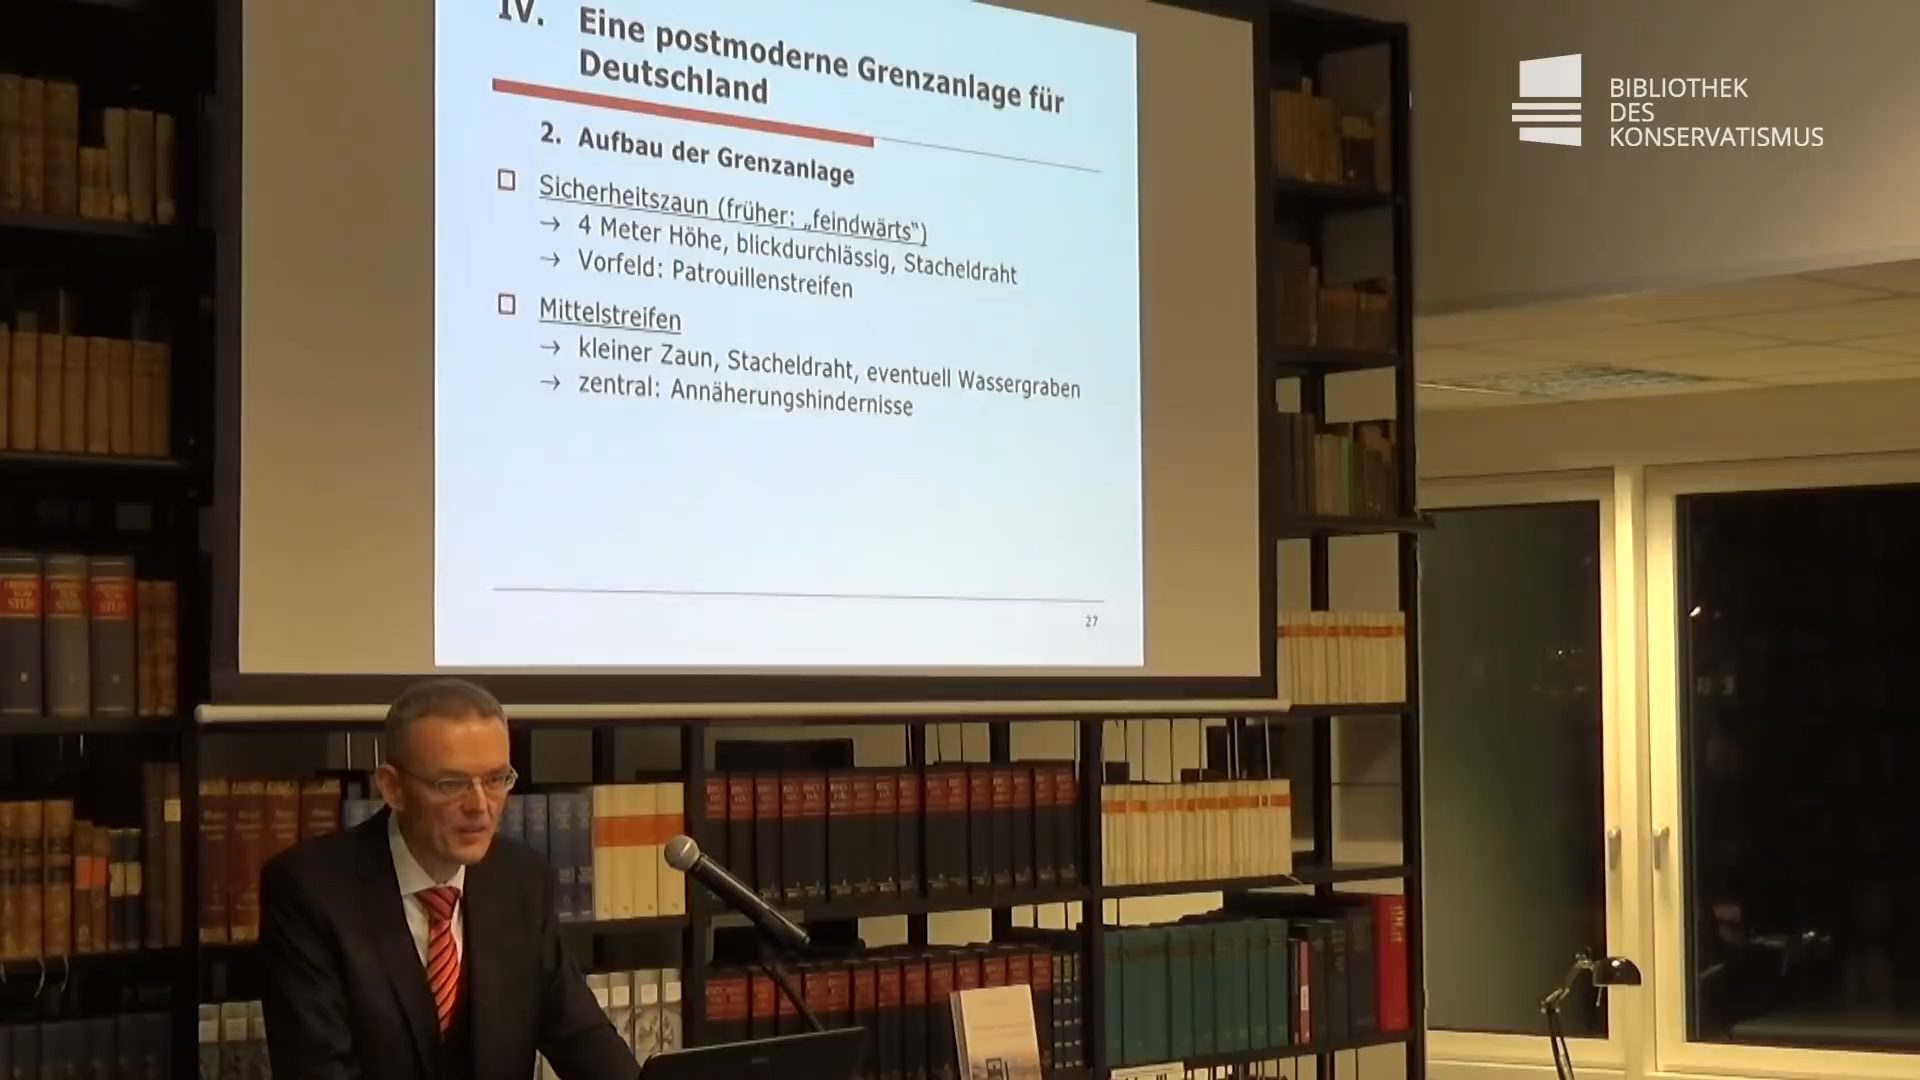 IV. Eine postmoderne Grenzanlage für
Deutschland
2. Aufbau der Grenzanlage
Sicherheitszaun (früher: „feindwärts“)
→ 4 Meter Höhe, blickdurchlässig, Stacheldraht
→ Vorfeld: Patrouillenstreifen
Mittelstreifen
→ kleiner Zaun, Stacheldraht, eventuell Wassergraben
→ zentral: Annäherungshindernisse
27
BIBLIOTHEK
DES
KONSERVATISMUS